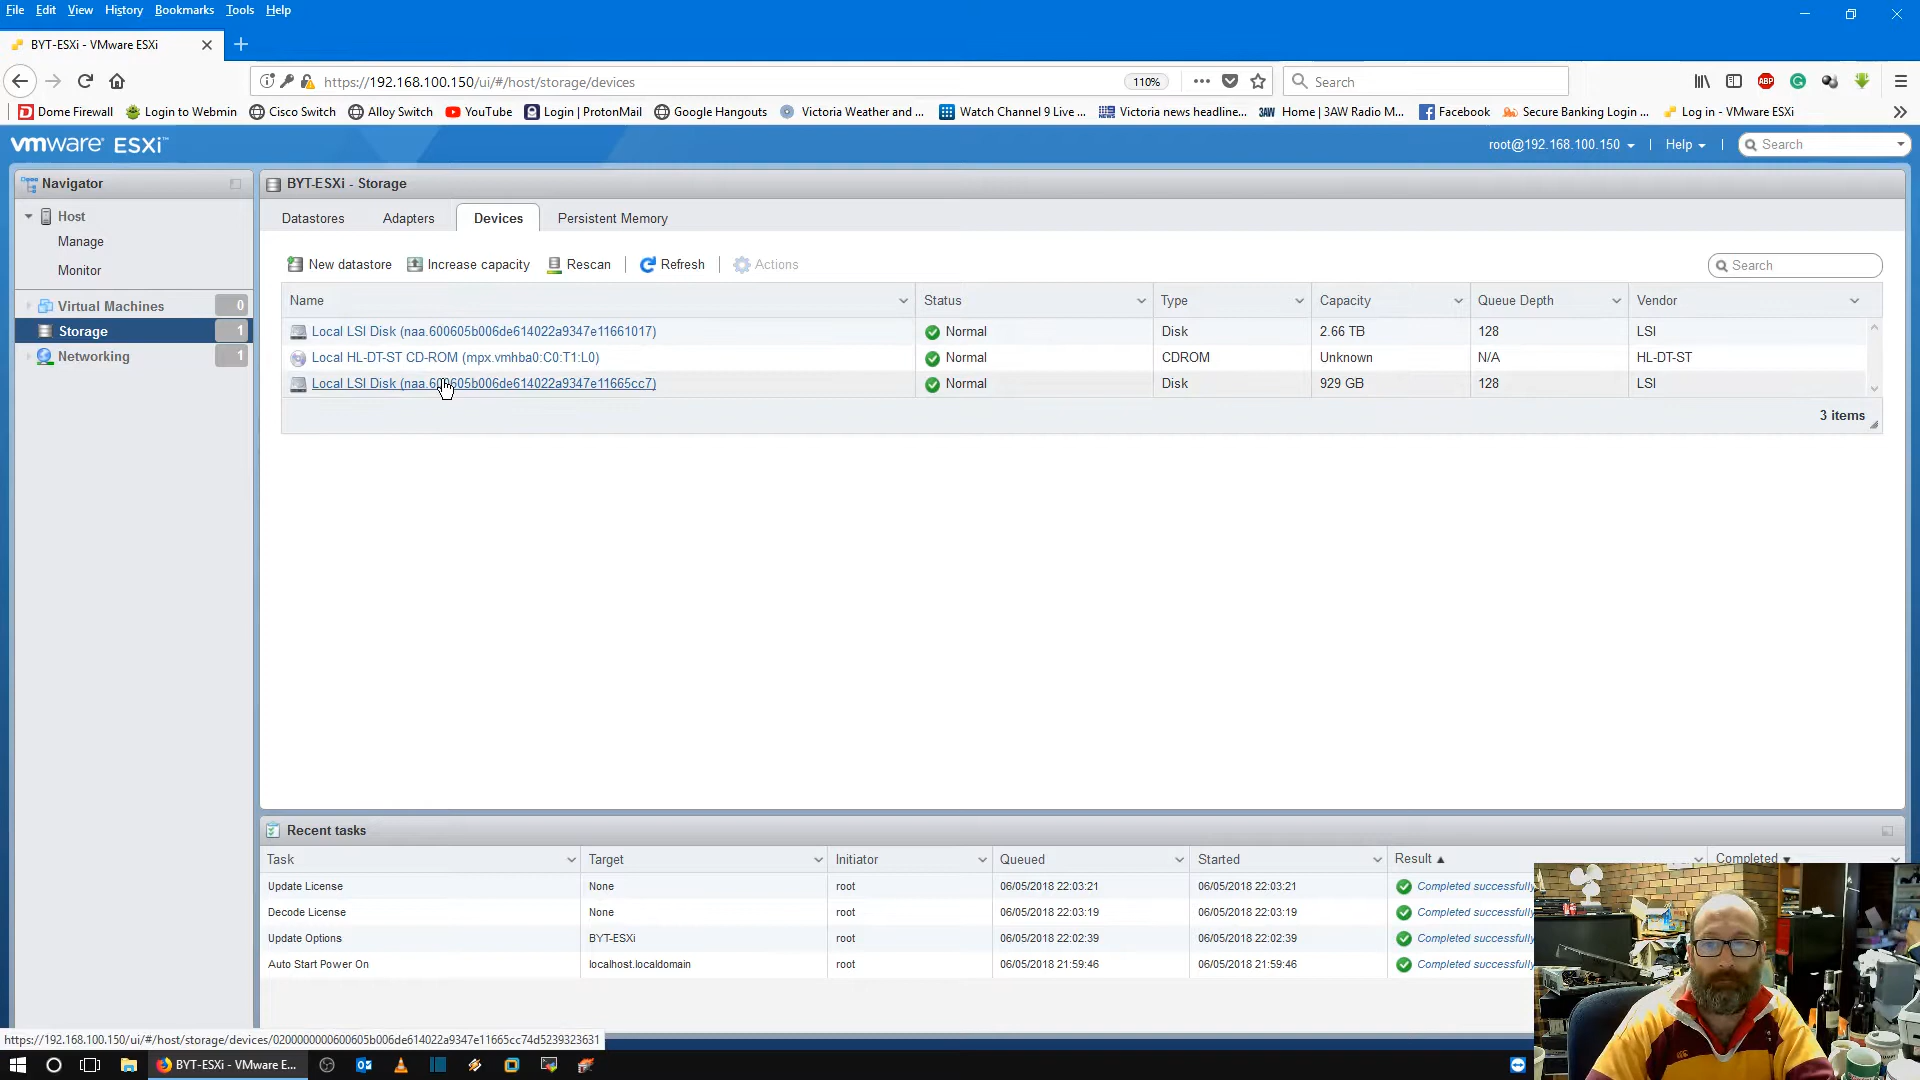 File Edit View History Bookmarks Tools Help
BYT-ESXi - VMware ESXi
https://192.168.100.150/ui/#/host/storage/devices 110% Search
Dome Firewall Login to Webmin Cisco Switch Alloy Switch YouTube Login | ProtonMail Google Hangouts Victoria Weather and ... Watch Channel 9 Live ... Victoria news headline... Home | 3AW Radio M... Facebook Secure Banking Login ... Log in - VMware ESXi
vmware ESXi™ root@192.168.100.150 | Help | Search
Navigator
Host
Manage
Monitor
Virtual Machines 0
Storage 1
Networking 1
BYT-ESXi - Storage
Datastores Adapters Devices Persistent Memory
New datastore Increase capacity Rescan | Refresh | Actions Search
Name Status Type Capacity Queue Depth Vendor
Local LSI Disk (naa.600605b006de614022a9347e11661017) Normal Disk 2.66 TB 128 LSI
Local HL-DT-ST CD-ROM (mpx.vmhba0:C0:T1:L0) Normal CDROM Unknown N/A HL-DT-ST
Local LSI Disk (naa.600605b006de614022a9347e11665cc7) Normal Disk 929 GB 128 LSI
3 items
Recent tasks
Task Target Initiator Queued Started Result Completed
Update License None root 06/05/2018 22:03:21 06/05/2018 22:03:21 Completed successfully
Decode License None root 06/05/2018 22:03:19 06/05/2018 22:03:19 Completed successfully
Update Options BYT-ESXi root 06/05/2018 22:02:39 06/05/2018 22:02:39 Completed successfully
Auto Start Power On localhost.localdomain root 06/05/2018 21:59:46 06/05/2018 21:59:46 Completed successfully
https://192.168.100.150/ui/#/host/storage/devices/0200000000600605b006de614022a9347e11665cc74d5239323631
BYT-ESXi - VMware E...